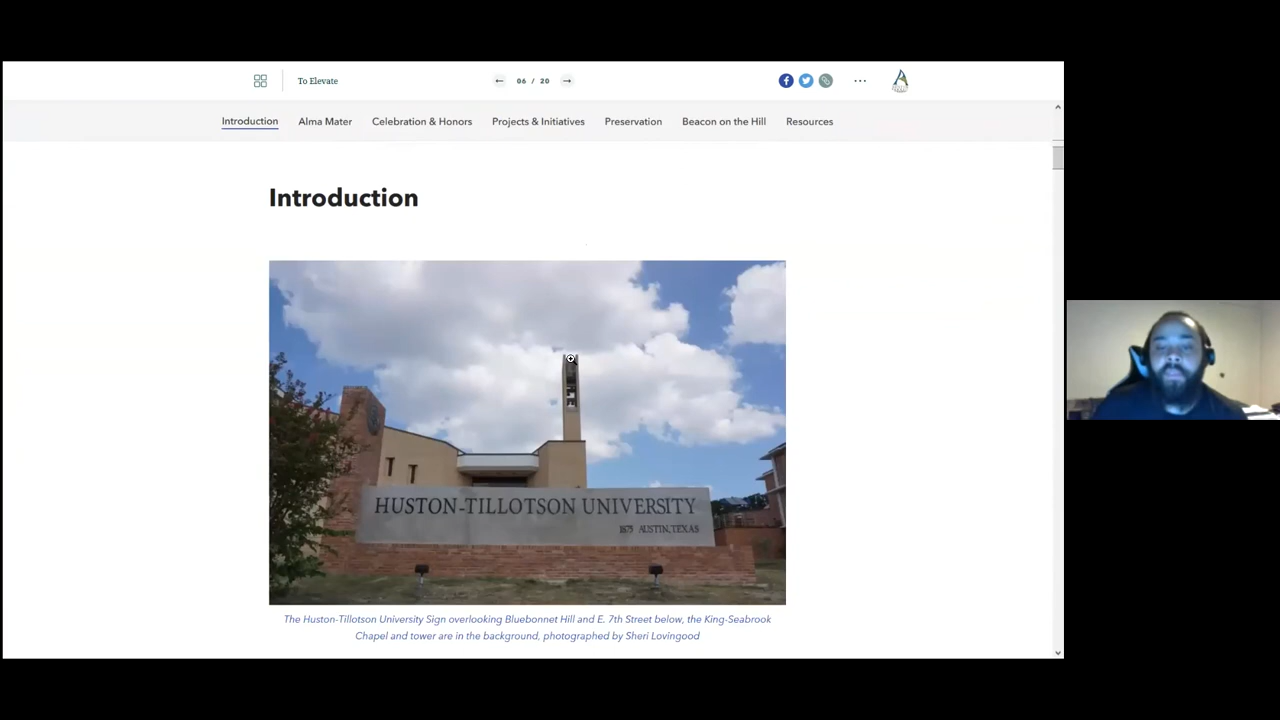 To Elevate
06 / 20
Introduction Alma Mater Celebration & Honors Projects & Initiatives Preservation Beacon on the Hill Resources
Introduction
HUSTON-TILLOTSON UNIVERSITY
1875 AUSTIN, TEXAS
The Huston-Tillotson University Sign overlooking Bluebonnet Hill and E. 7th Street below, the King-Seabrook
Chapel and tower are in the background, photographed by Sheri Lovingood